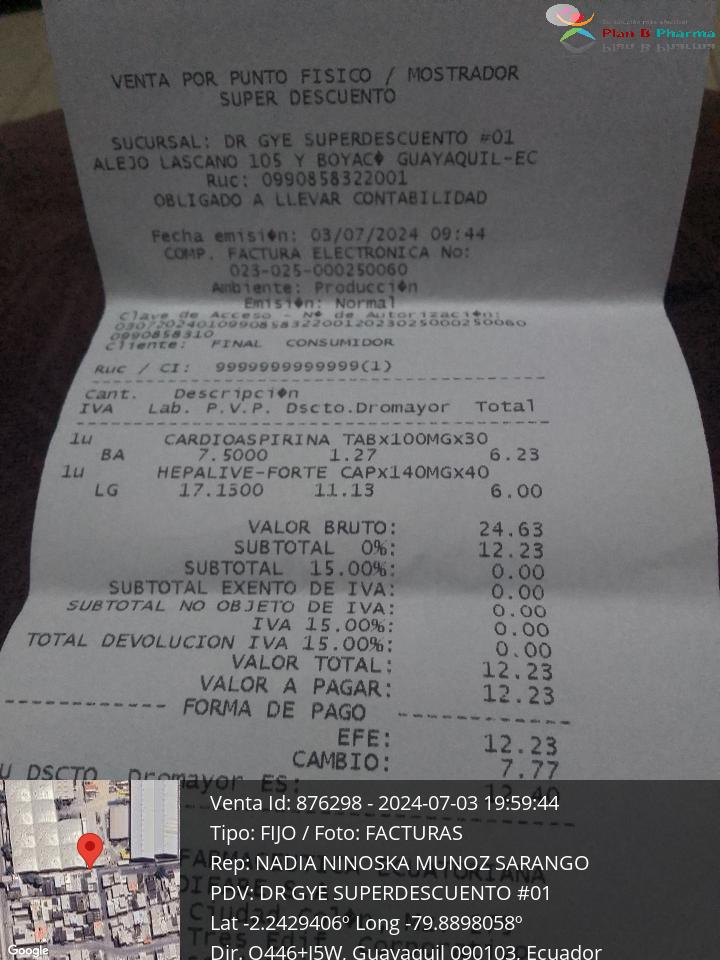 Plan B Pharma
VENTA POR PUNTO FISICO / MOSTRADOR
SUPER DESCUENTO
SUCURSAL: DR GYE SUPERDESCUENTO #01
ALEJO LASCANO 105 Y BOYAC� GUAYAQUIL-EC
Ruc: 0990858322001
OBLIGADO A LLEVAR CONTABILIDAD
Fecha emisi�n: 03/07/2024 09:44
COMP. FACTURA ELECTRONICA No:
023-025-000250060
Ambiente: Producci�n
Emisi�n: Normal
Clave de Acceso - N� de Autorizaci�n:
030720240109908583220012023025000250060
0990858310
Cliente: FINAL CONSUMIDOR
Ruc / CI: 9999999999999(1)
Cant. Descripci�n
IVA Lab. P.V.P. Dscto.Dromayor Total
1u CARDIOASPIRINA TABx100MGx30
BA 7.5000 1.27 6.23
1u HEPALIVE-FORTE CAPx140MGx40
LG 17.1500 11.13 6.00
VALOR BRUTO: 24.63
SUBTOTAL 0%: 12.23
SUBTOTAL 15.00%: 0.00
SUBTOTAL EXENTO DE IVA: 0.00
SUBTOTAL NO OBJETO DE IVA: 0.00
IVA 15.00%: 0.00
TOTAL DEVOLUCION IVA 15.00%: 0.00
VALOR TOTAL: 12.23
VALOR A PAGAR: 12.23
------------ FORMA DE PAGO ------------
EFE: 12.23
CAMBIO: 7.77
U DSCTO Dromayor ES: 12.40
Venta Id: 876298 - 2024-07-03 19:59:44
Tipo: FIJO / Foto: FACTURAS
Rep: NADIA NINOSKA MUNOZ SARANGO
PDV: DR GYE SUPERDESCUENTO #01
Lat -2.2429406º Long -79.8898058º
Dir. Q446+J5W, Guayaquil 090103, Ecuador
Google